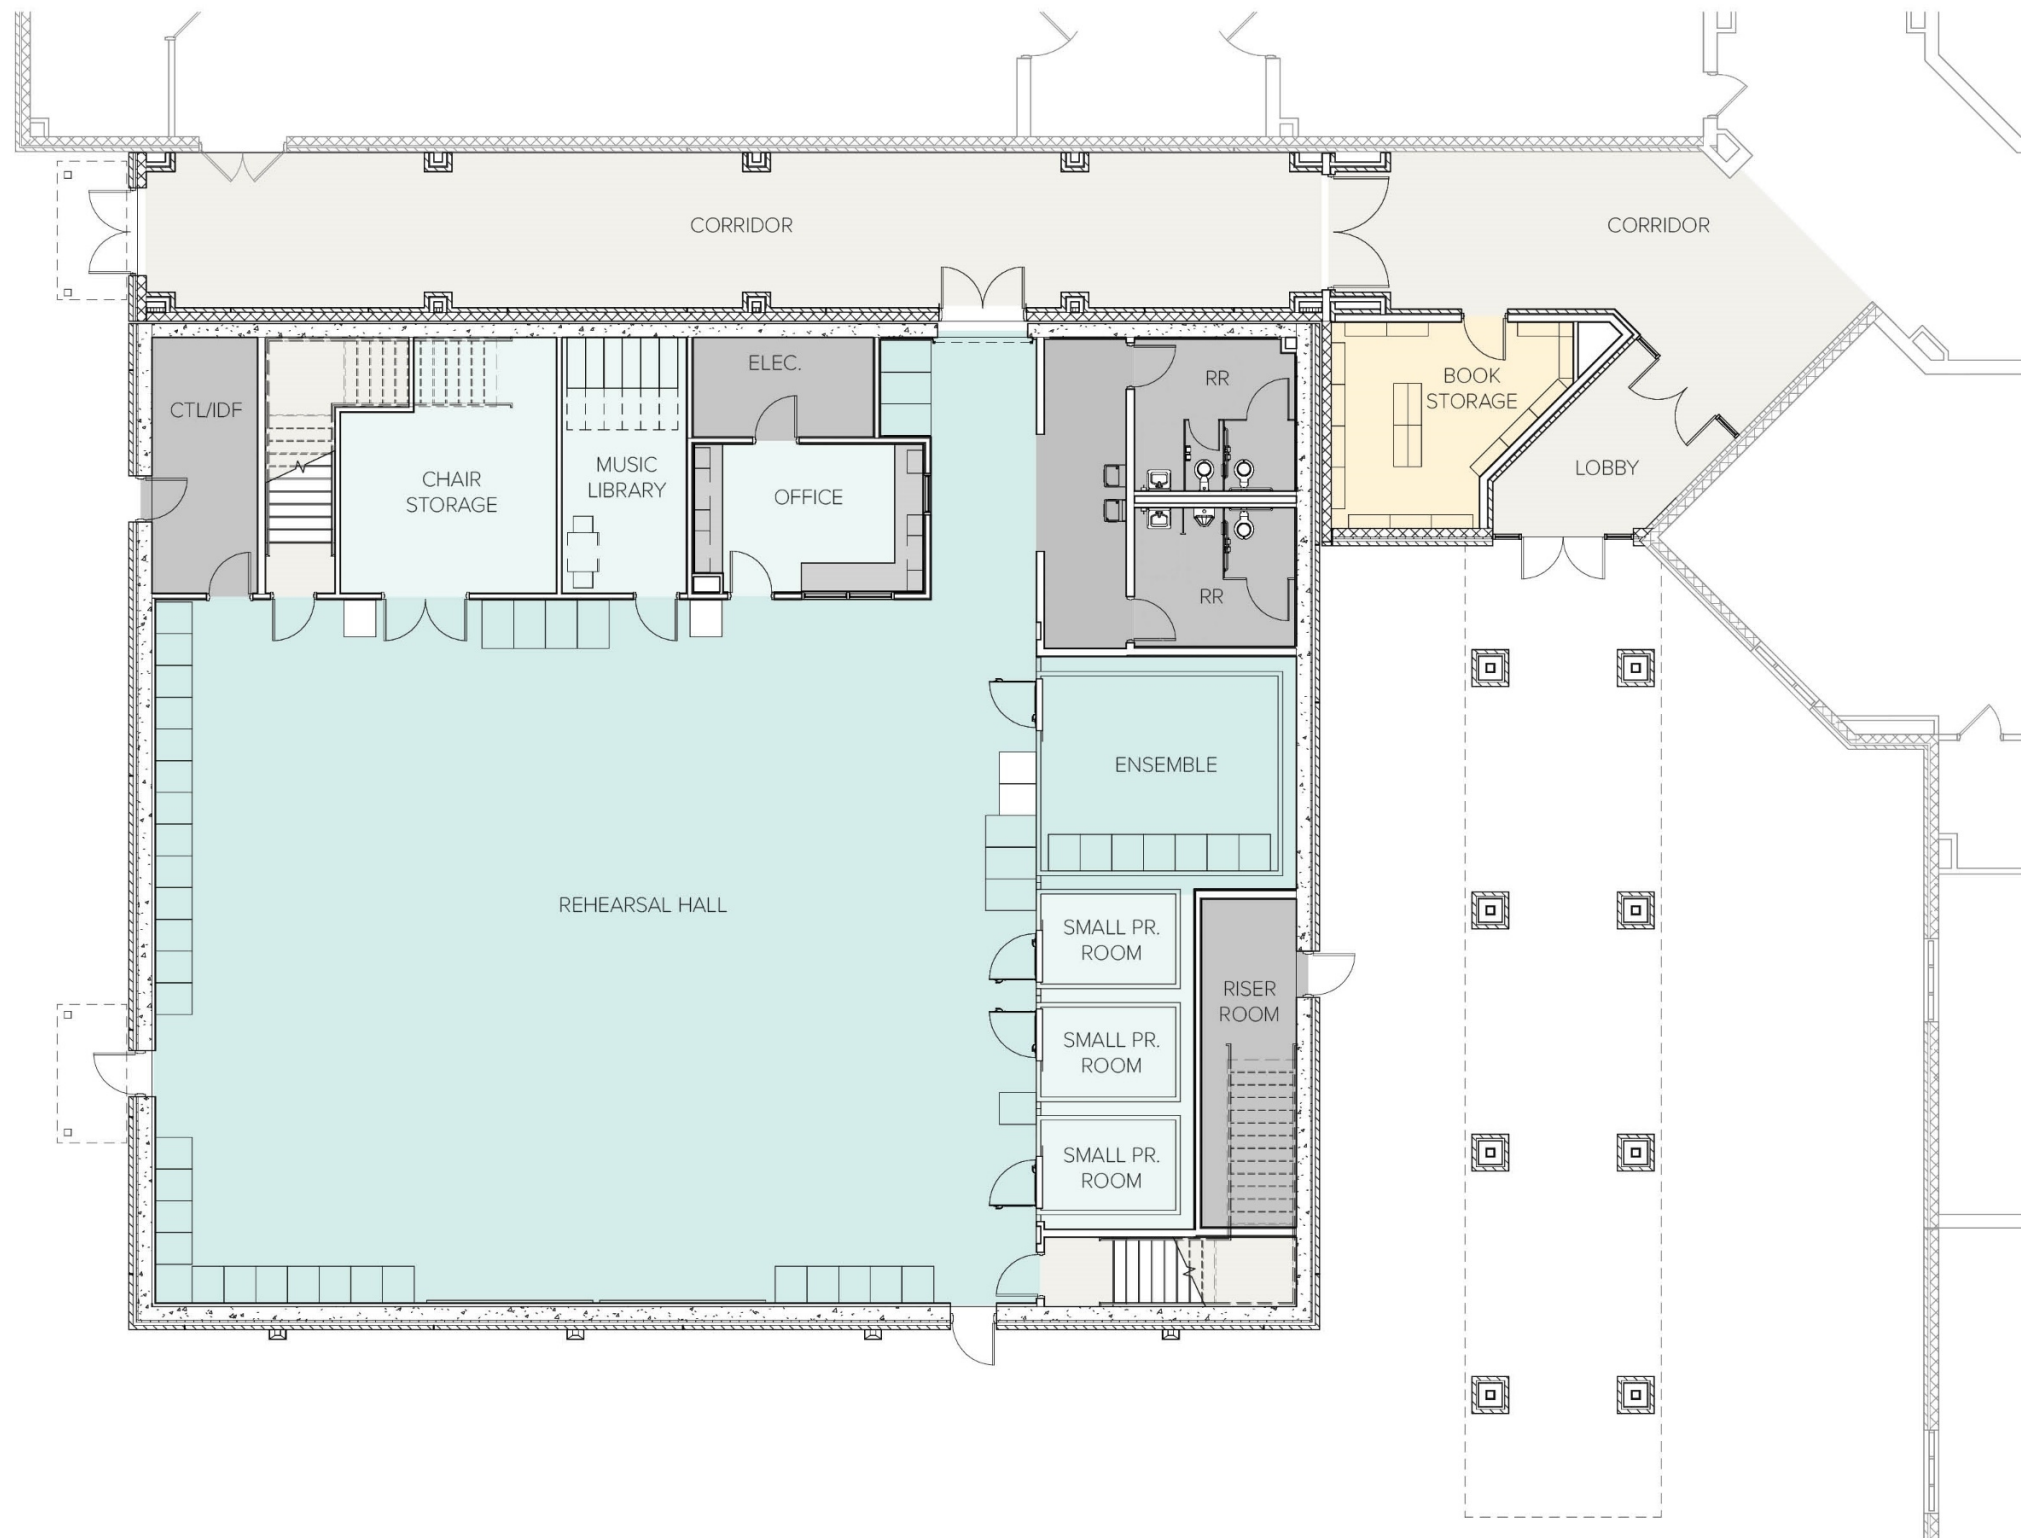 CORRIDOR
CORRIDOR
ELEC.
RR
BOOK
STORAGE
CTL/IDF
CHAIR
STORAGE
MUSIC
LIBRARY
OFFICE
LOBBY
RR
ENSEMBLE
REHEARSAL HALL
SMALL PR.
ROOM
RISER
ROOM
SMALL PR.
ROOM
SMALL PR.
ROOM